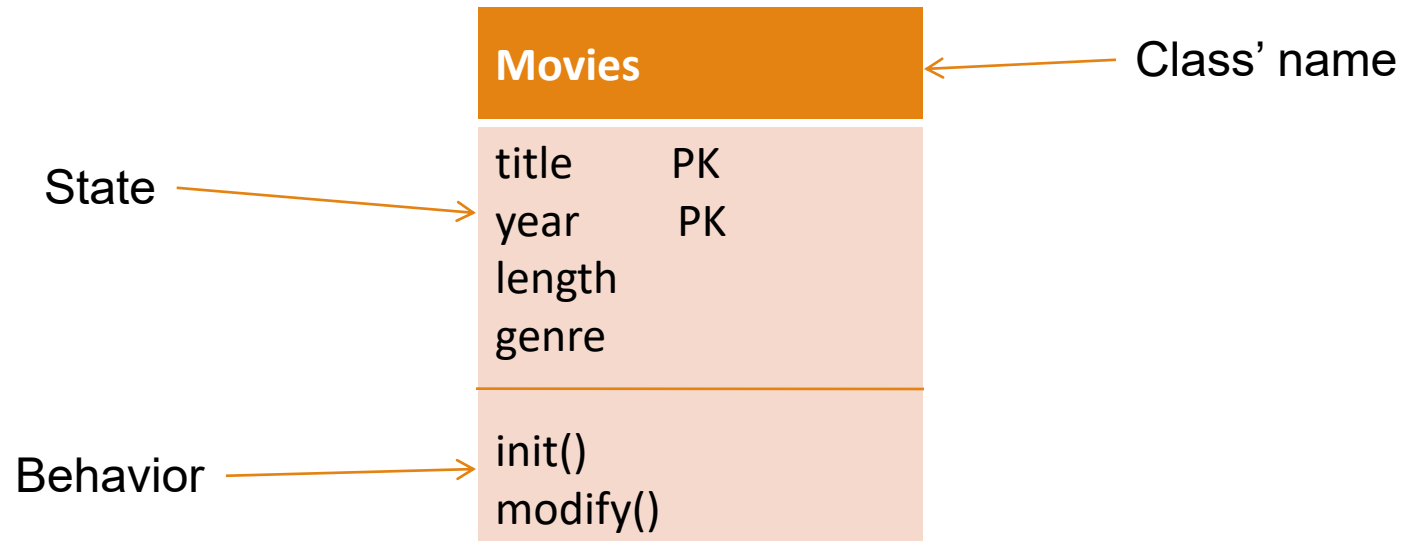 Movies
Class’ name
State
title PK
year PK
length
genre
Behavior
init()
modify()